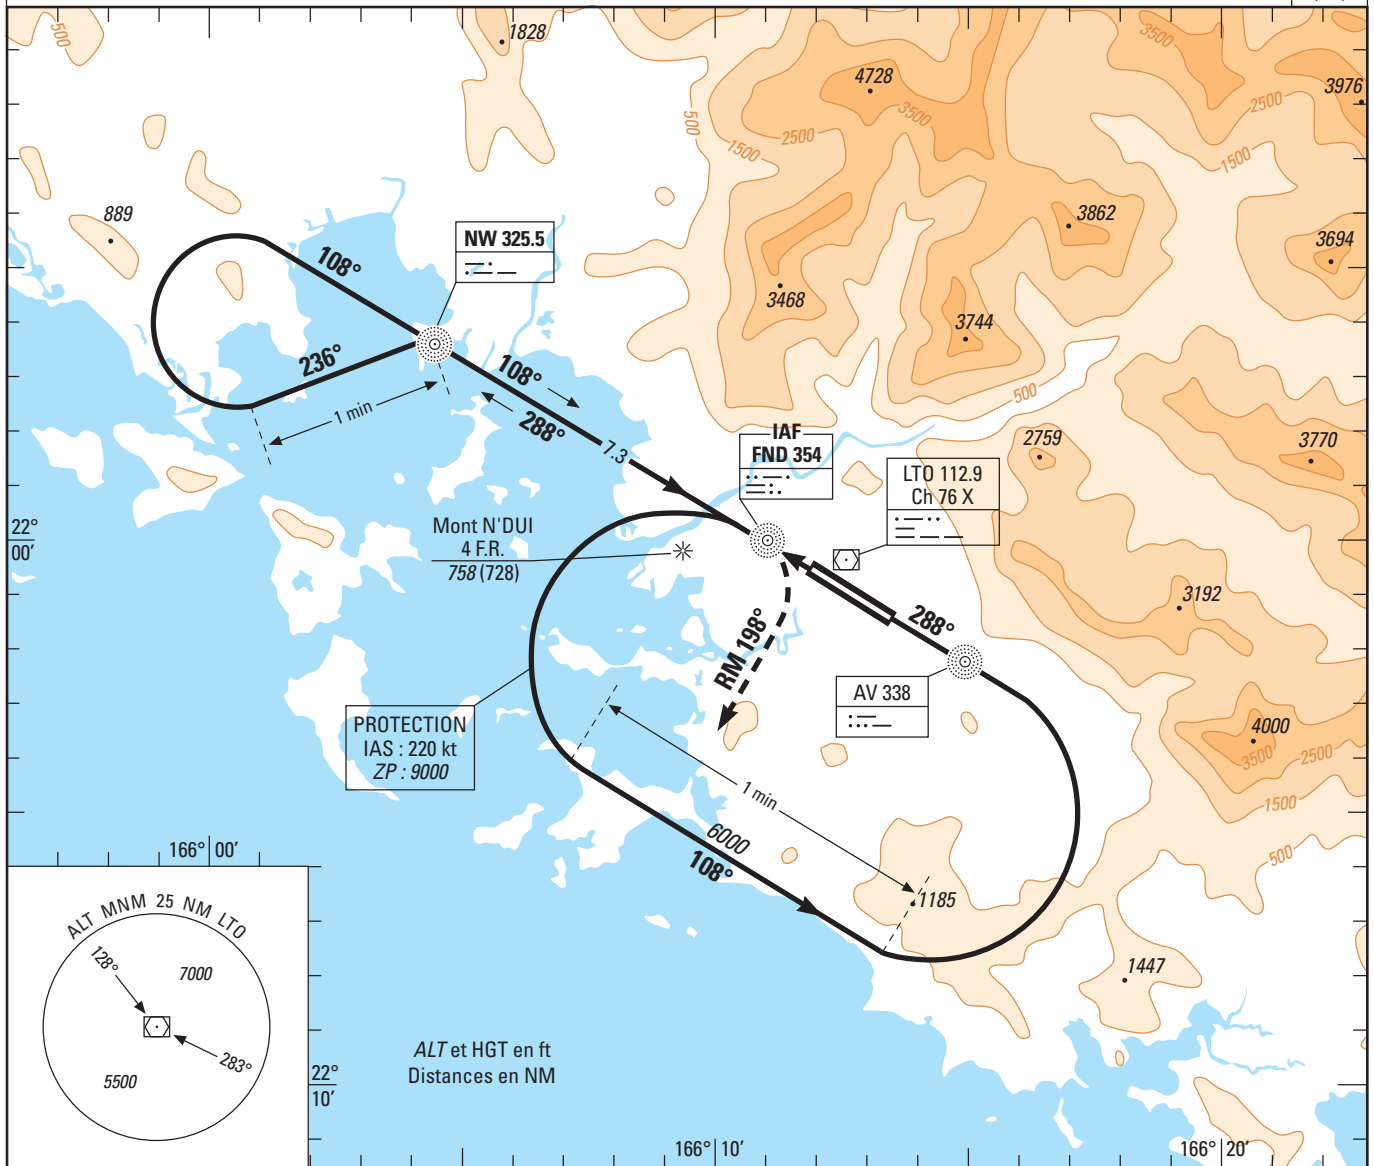 500
1828
4728
3500
3976
3500
2500
2500
500
1500
1500
889
3862
3694
NW 325.5
108°
3468
3744
236°
108°
1 min
288°
7.3
500
IAF
FND 354
2759
3770
LTO 112.9
Ch 76 X
Mont N'DUI
4 F.R.
758 (728)
22°
00'
3192
288°
RM 198°
AV 338
PROTECTION
IAS : 220 kt
ZP : 9000
4000
3500
2500
1500
1 min
6000
108°
500
166° 00'
1185
ALT MNM 25 NM LTO
128°
7000
283°
5500
1447
ALT et HGT en ft
Distances en NM
22°
10'
166° 10'
166° 20'